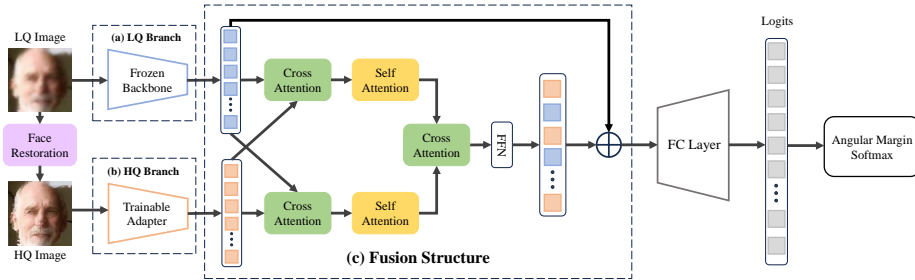 LQ Image
Face
Restoration
HQ Image
(a) LQ Branch
Frozen
Backbone
(b) HQ Branch
Trainable
Adapter
Cross
Attention
Self
Attention
Cross
Attention
Self
Attention
Cross
Attention
FFN
(c) Fusion Structure
FC Layer
Logits
Angular Margin
Softmax